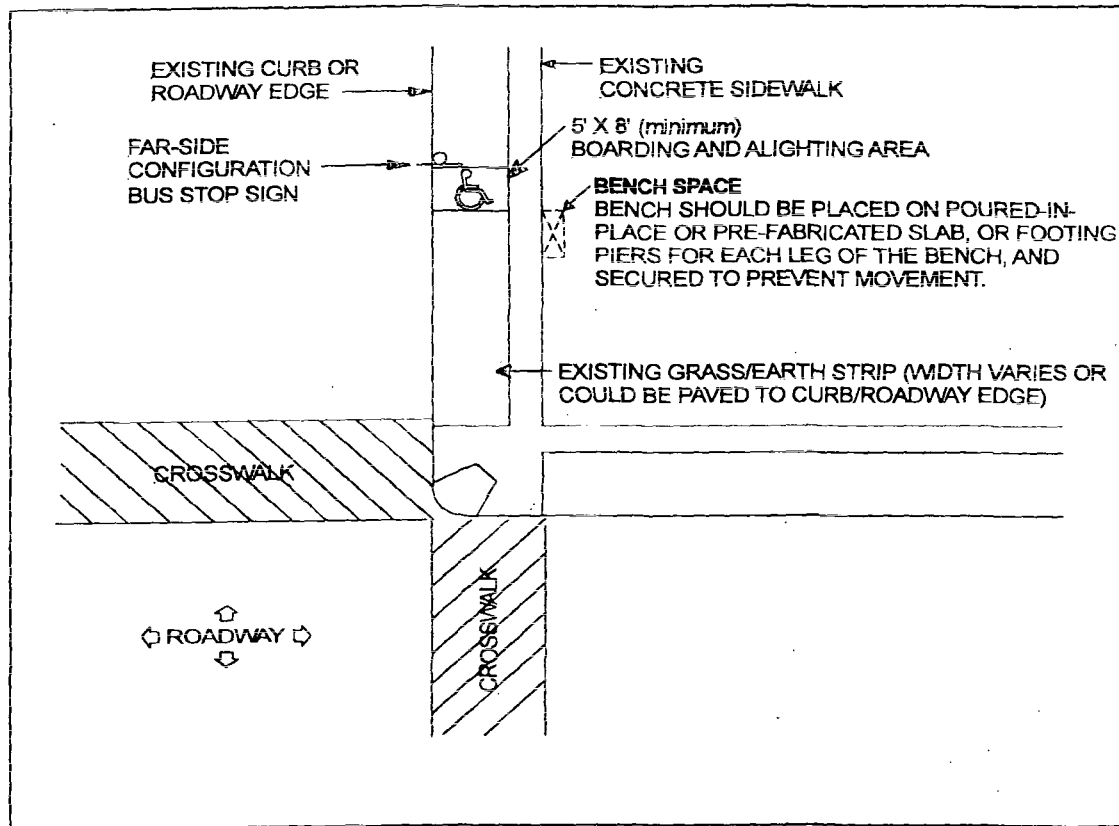 EXISTING CURB OR
ROADWAY EDGE
EXISTING
CONCRETE SIDEWALK
FAR-SIDE
CONFIGURATION
BUS STOP SIGN
5' X 8' (minimum)
BOARDING AND ALIGHTING AREA
BENCH SPACE
BENCH SHOULD BE PLACED ON POURED-IN-
PLACE OR PRE-FABRICATED SLAB, OR FOOTING
PIERS FOR EACH LEG OF THE BENCH, AND
SECURED TO PREVENT MOVEMENT.
EXISTING GRASS/EARTH STRIP (WIDTH VARIES OR
COULD BE PAVED TO CURB/ROADWAY EDGE)
CROSSWALK
CROSSWALK
ROADWAY